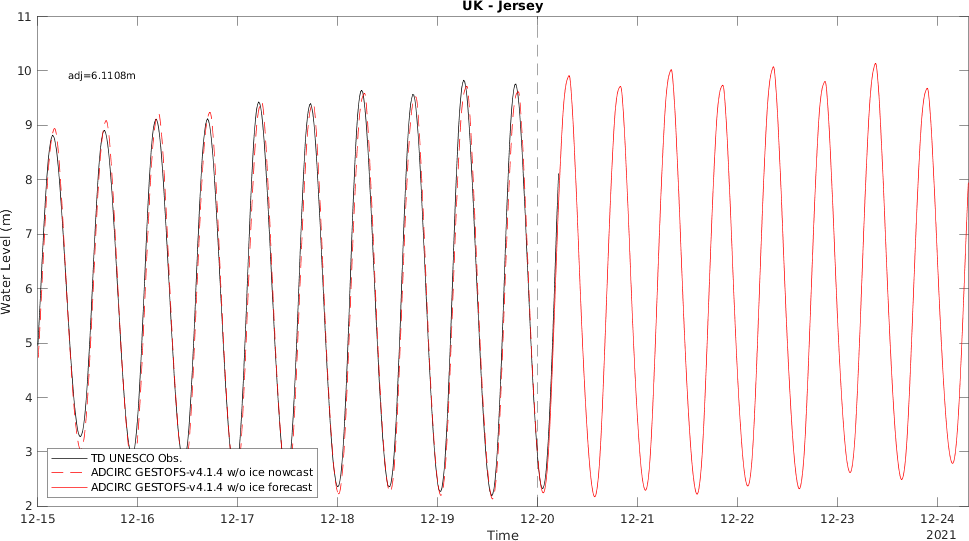 UK - Jersey
11
10
9
8
7
6
5
4
3
2
Water Level (m)
adj=6.1108m
TD UNESCO Obs.
ADCIRC GESTOFS-v4.1.4 w/o ice nowcast
ADCIRC GESTOFS-v4.1.4 w/o ice forecast
12-15 12-16 12-17 12-18 12-19 12-20 12-21 12-22 12-23 12-24
Time
2021